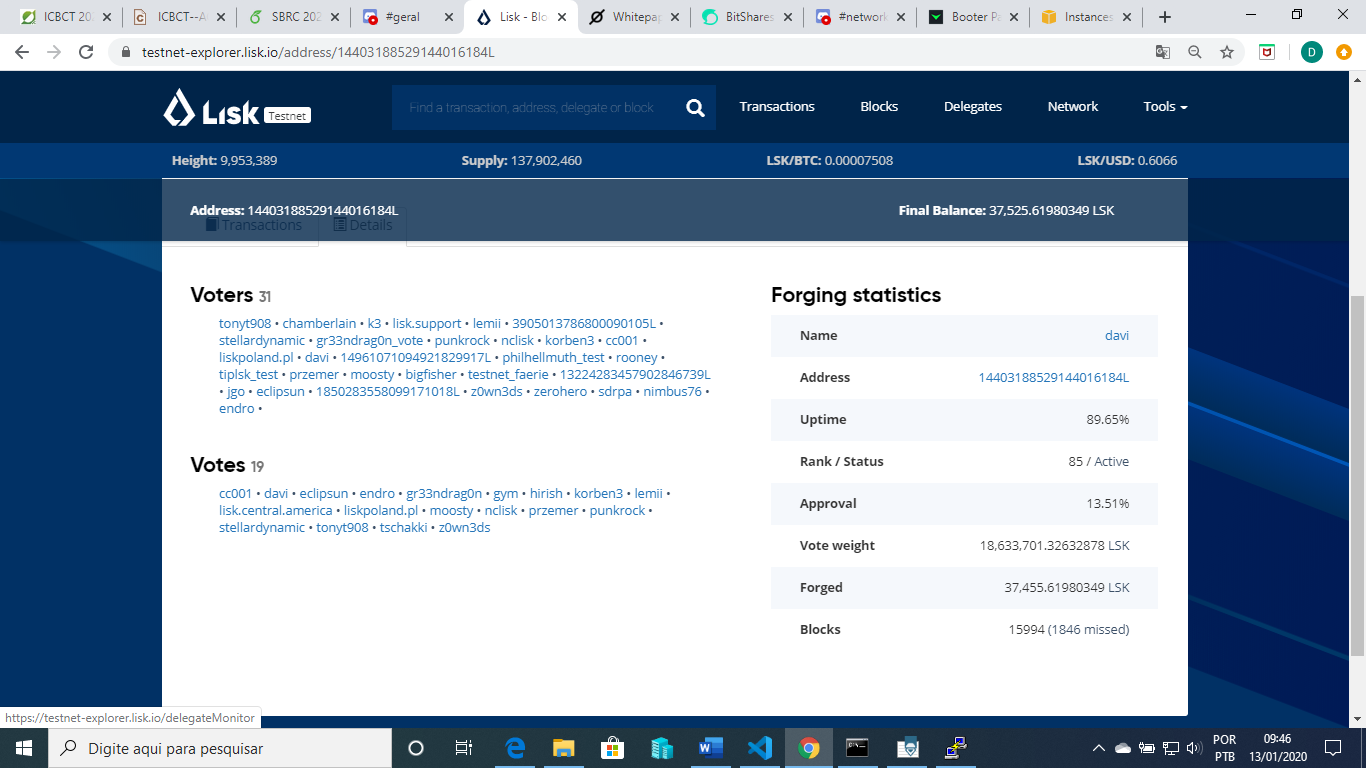 ICBCT 202
ICBCT--A
SBRC 202
#geral
Lisk - Blo
Whitepap
BitShares
#network
Booter Pa
Instances
testnet-explorer.lisk.io/address/14403188529144016184L
D
Lisk Testnet
Find a transaction, address, delegate or block
Transactions
Blocks
Delegates
Network
Tools
Height: 9,953,389
Supply: 137,902,460
LSK/BTC: 0.00007508
LSK/USD: 0.6066
Address: 14403188529144016184L
Final Balance: 37,525.61980349 LSK
Transactions
Details
Voters 31
tonyt908 • chamberlain • k3 • lisk.support • lemii • 3905013786800090105L •
stellardynamic • gr33ndrag0n_vote • punkrock • nclisk • korben3 • cc001 •
liskpoland.pl • davi • 14961071094921829917L • philhellmuth_test • rooney •
tiplsk_test • przemer • moosty • bigfisher • testnet_faerie • 13224283457902846739L
• jgo • eclipsun • 1850283558099171018L • z0wn3ds • zerohero • sdrpa • nimbus76 •
endro •
Votes 19
cc001 • davi • eclipsun • endro • gr33ndrag0n • gym • hirish • korben3 • lemii •
lisk.central.america • liskpoland.pl • moosty • nclisk • przemer • punkrock •
stellardynamic • tonyt908 • tschakki • z0wn3ds
Forging statistics
Name davi
Address 14403188529144016184L
Uptime 89.65%
Rank / Status 85 / Active
Approval 13.51%
Vote weight 18,633,701.32632878 LSK
Forged 37,455.61980349 LSK
Blocks 15994 (1846 missed)
https://testnet-explorer.lisk.io/delegateMonitor
Digite aqui para pesquisar
POR
PTB
09:46
13/01/2020